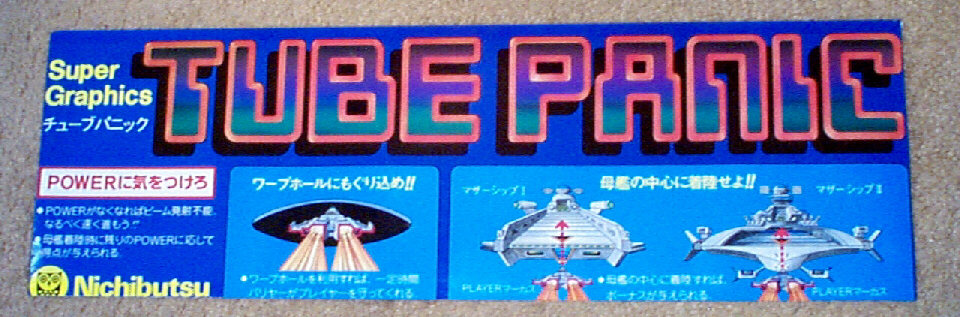 Super
Graphics
チューブパニック
TUBE PANIC
POWERに気をつけろ
◆POWERがなくなればビーム発射不能。
なるべく速く進もう!!
◆母艦着陸時に残りのPOWERに応じて
得点が与えられる。
Nichibutsu
ワープホールにもぐり込め!!
◆ワープホールを利用すれば、一定時間
バリヤーがプレイヤーを守ってくれる。
母艦の中心に着陸せよ!!
マザーシップ I
マザーシップ II
◆母艦の中心に着陸すれば、
ボーナスが与えられる。
PLAYERマーカス
PLAYERマーカス